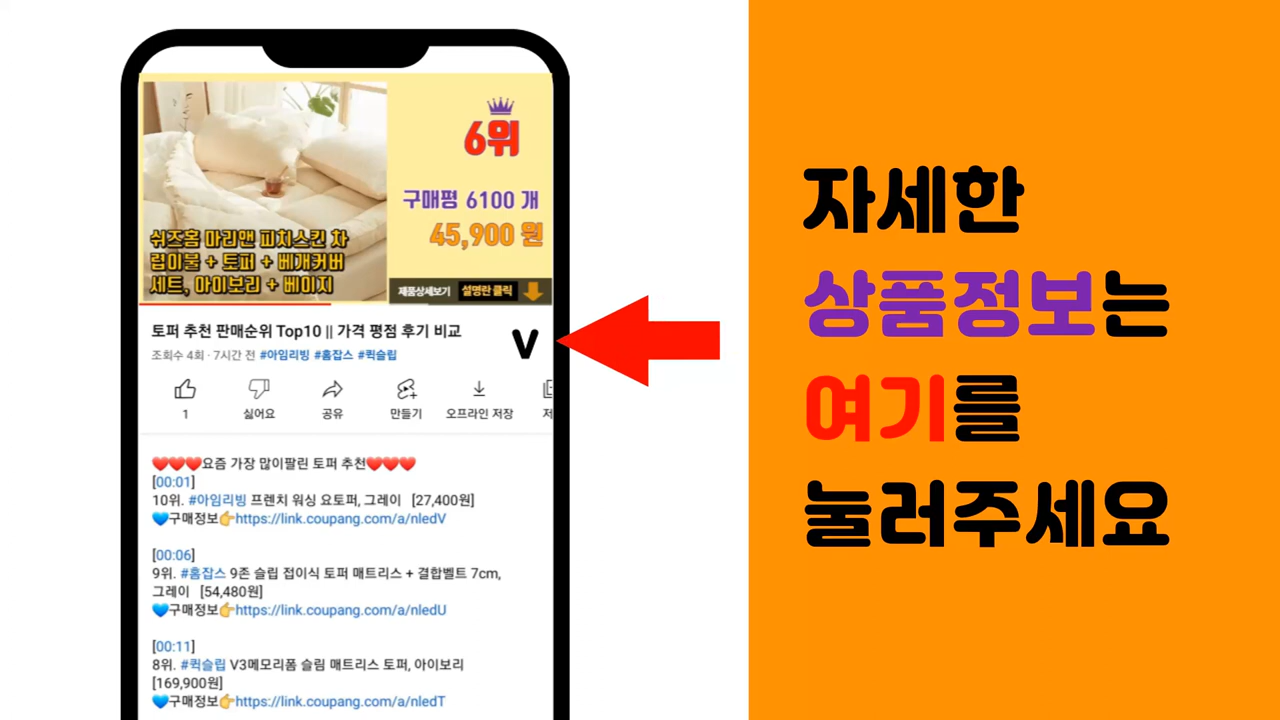 6위
구매평 6100 개
45,900 원
쉬즈홈 마리앤 피치스킨 차
럽이불 + 토퍼 + 베개커버
세트, 아이보리 + 베이지
제품상세보기 설명란 클릭
토퍼 추천 판매순위 Top10 || 가격 평점 후기 비교
V
조회수 4회 · 7시간 전 #아임리빙 #홈잡스 #퀵슬립
1 싫어요 공유 만들기 오프라인 저장 저
❤❤❤요즘 가장 많이팔린 토퍼 추천❤❤❤
[00:01]
10위. #아임리빙 프렌치 워싱 요토퍼, 그레이 [27,400원]
💙구매정보👉https://link.coupang.com/a/nledV
[00:06]
9위. #홈잡스 9존 슬립 접이식 토퍼 매트리스 + 결합벨트 7cm,
그레이 [54,480원]
💙구매정보👉https://link.coupang.com/a/nledU
[00:11]
8위. #퀵슬립 V3메모리폼 슬림 매트리스 토퍼, 아이보리
[169,900원]
💙구매정보👉https://link.coupang.com/a/nledT
자세한
상품정보는
여기를
눌러주세요